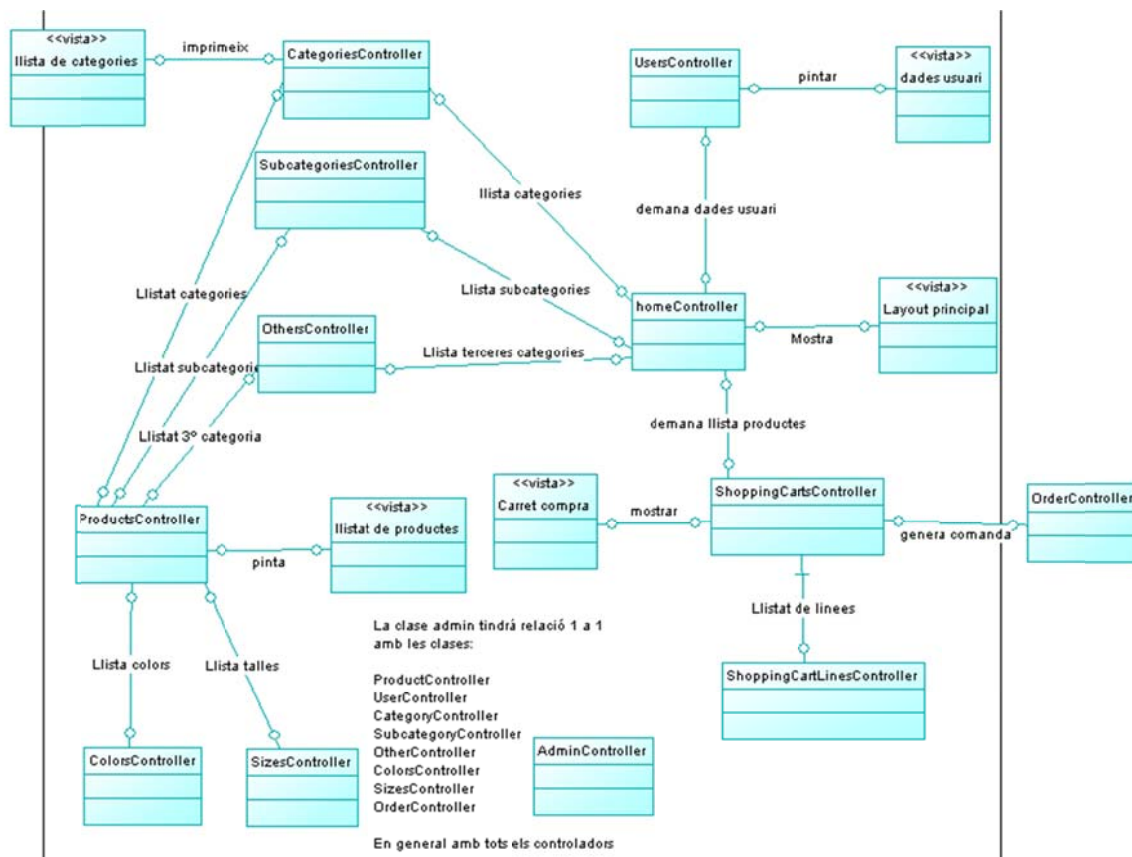 <<vista>>
llista de categories
imprimeix
CategoriesController
UsersController
pintar
<<vista>>
dades usuari
SubcategoriesController
llista categories
demana dades usuari
Llistat categories
Llista subcategories
homeController
<<vista>>
Layout principal
Mostra
OthersController
Llista terceres categories
Llistat subcategorie
Llistat 3º categoria
demana llista productes
ProductsController
<<vista>>
llistat de productes
pinta
<<vista>>
Carret compra
mostrar
ShoppingCartsController
genera comanda
OrderController
Llistat de linees
ShoppingCartLinesController
Llista colors
Llista talles
ColorsController
SizesController
La clase admin tindrá relació 1 a 1
amb les clases:
ProductController
UserController
CategoryController
SubcategoryController
OtherController
ColorsController
SizesController
OrderController
En general amb tots els controladors
AdminController